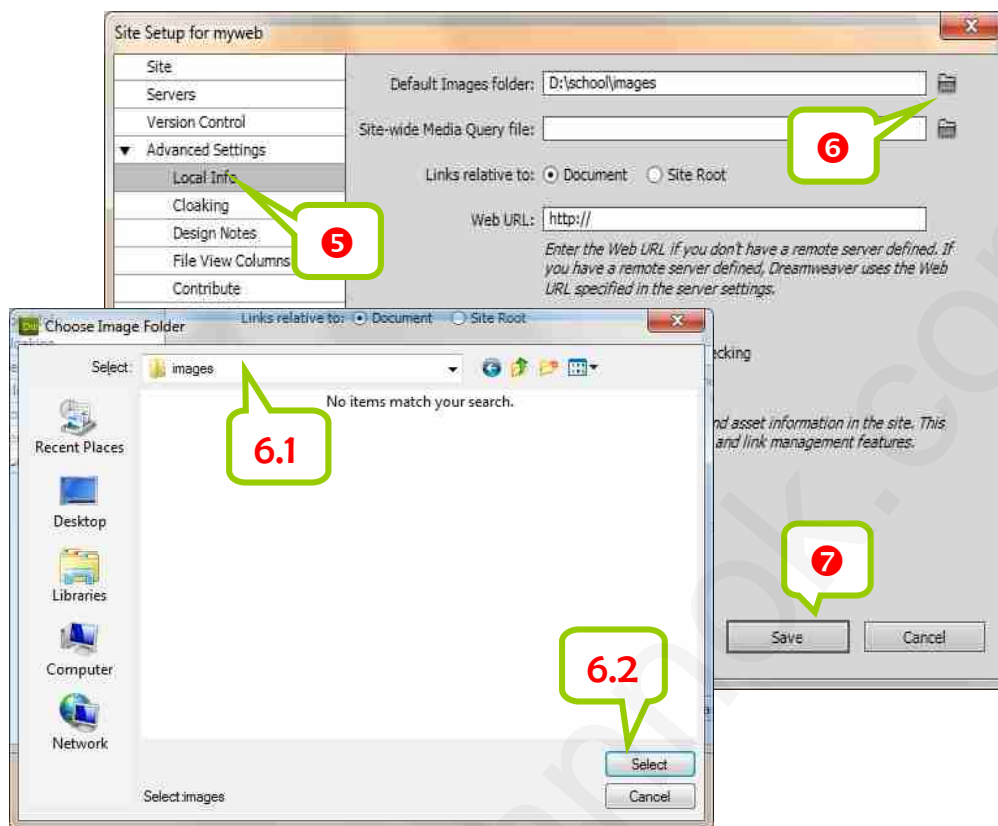 Site Setup for myweb
x
Site
Servers
Version Control
▼ Advanced Settings
Local Info
Cloaking
Design Notes
File View Columns
Contribute
Default Images folder: D:\school\images
Site-wide Media Query file:
Links relative to: Document Site Root
Web URL: http://
Enter the Web URL if you don't have a remote server defined. If
you have a remote server defined, Dreamweaver uses the Web
URL specified in the server settings.
5
6
Choose Image Folder
Links relative to: Document Site Root
x
Select: images
No items match your search.
Recent Places
Desktop
Libraries
Computer
Network
6.1
6.2
Select
Select:images
Cancel
ecking
nd asset information in the site. This
and link management features.
7
Save
Cancel